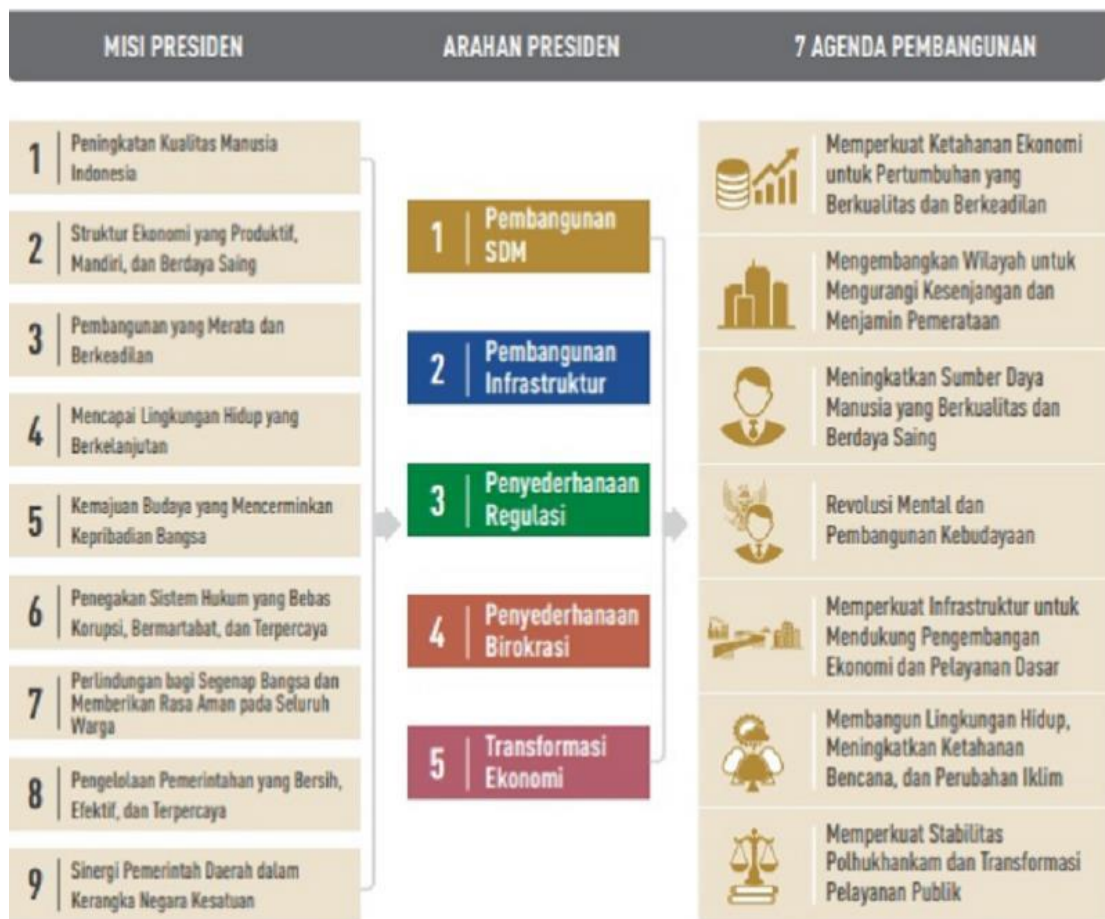 MISI PRESIDEN
ARAHAN PRESIDEN
7 AGENDA PEMBANGUNAN
1
Peningkatan Kualitas Manusia
Indonesia
2
Struktur Ekonomi yang Produktif,
Mandiri, dan Berdaya Saing
3
Pembangunan yang Merata dan
Berkeadilan
4
Mencapai Lingkungan Hidup yang
Berkelanjutan
5
Kemajuan Budaya yang Mencerminkan
Kepribadian Bangsa
6
Penegakan Sistem Hukum yang Bebas
Korupsi, Bermartabat, dan Terpercaya
7
Perlindungan bagi Segenap Bangsa dan
Memberikan Rasa Aman pada Seluruh
Warga
8
Pengelolaan Pemerintahan yang Bersih,
Efektif, dan Terpercaya
9
Sinergi Pemerintah Daerah dalam
Kerangka Negara Kesatuan
1
Pembangunan
SDM
2
Pembangunan
Infrastruktur
3
Penyederhanaan
Regulasi
4
Penyederhanaan
Birokrasi
5
Transformasi
Ekonomi
Memperkuat Ketahanan Ekonomi
untuk Pertumbuhan yang
Berkualitas dan Berkeadilan
Mengembangkan Wilayah untuk
Mengurangi Kesenjangan dan
Menjamin Pemerataan
Meningkatkan Sumber Daya
Manusia yang Berkualitas dan
Berdaya Saing
Revolusi Mental dan
Pembangunan Kebudayaan
Memperkuat Infrastruktur untuk
Mendukung Pengembangan
Ekonomi dan Pelayanan Dasar
Membangun Lingkungan Hidup,
Meningkatkan Ketahanan
Bencana, dan Perubahan Iklim
Memperkuat Stabilitas
Polhukhankam dan Transformasi
Pelayanan Publik